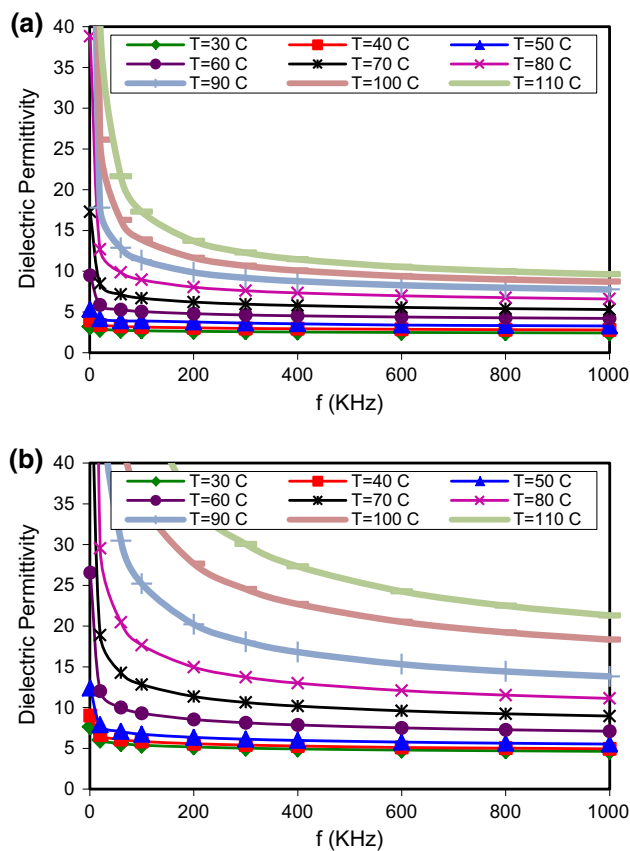 (a)
40
35
30
25
20
15
10
5
0
Dielectric Permittivity
T=30 C T=40 C T=50 C
T=60 C T=70 C T=80 C
T=90 C T=100 C T=110 C
0 200 400 600 800 1000
f (KHz)
(b)
40
35
30
25
20
15
10
5
0
Dielectric Permittivity
T=30 C T=40 C T=50 C
T=60 C T=70 C T=80 C
T=90 C T=100 C T=110 C
0 200 400 600 800 1000
f (KHz)